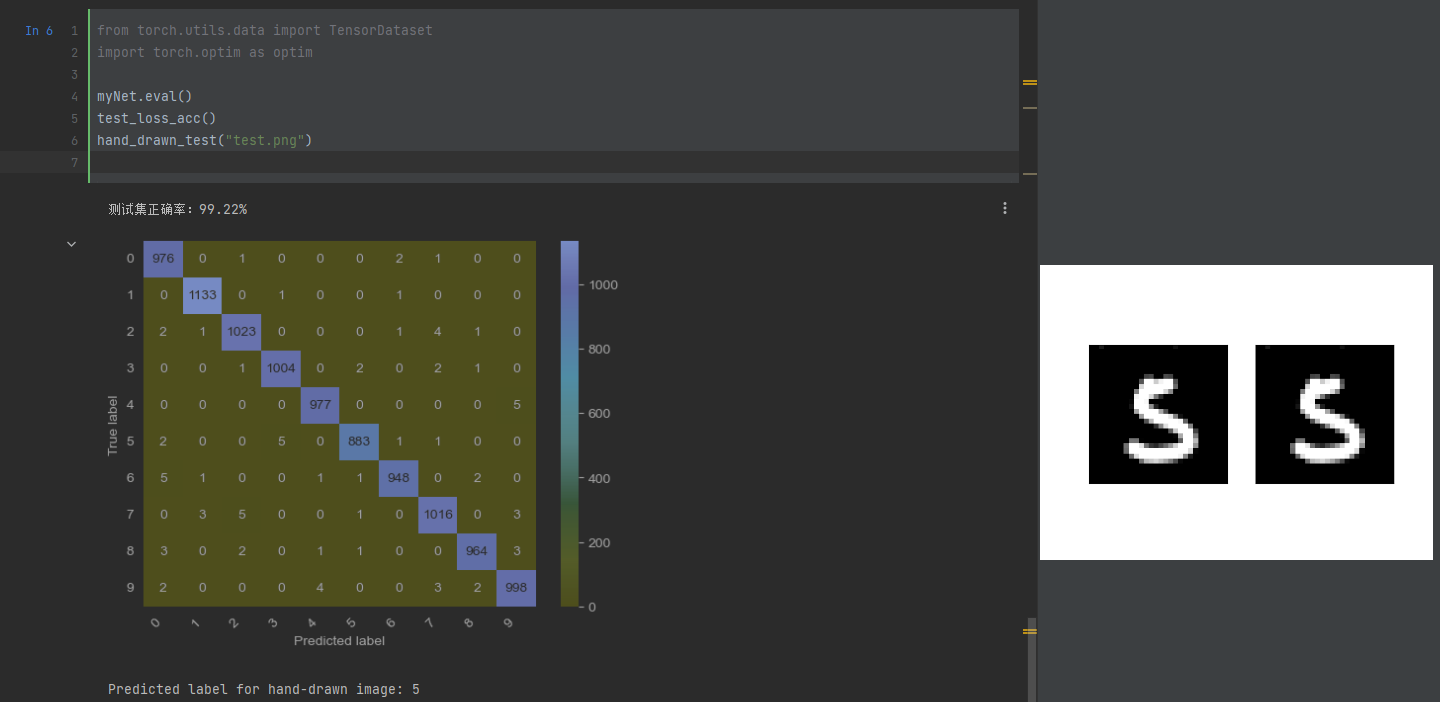 In 6
1 from torch.utils.data import TensorDataset
2 import torch.optim as optim
3
4 myNet.eval()
5 test_loss_acc()
6 hand_drawn_test("test.png")
7
测试集正确率：99.22%
0 976 0 1 0 0 0 2 1 0 0
1 0 1133 0 1 0 0 1 0 0 0
2 2 1 1023 0 0 0 1 4 1 0
3 0 0 1 1004 0 2 0 2 1 0
4 0 0 0 0 977 0 0 0 0 5
5 2 0 0 5 0 883 1 1 0 0
6 5 1 0 0 1 1 948 0 2 0
7 0 3 5 0 0 1 0 1016 0 3
8 3 0 2 0 1 1 0 0 964 3
9 2 0 0 0 4 0 0 3 2 998
0 1 2 3 4 5 6 7 8 9
True label
Predicted label
1000
800
600
400
200
0
Predicted label for hand-drawn image: 5
5 5